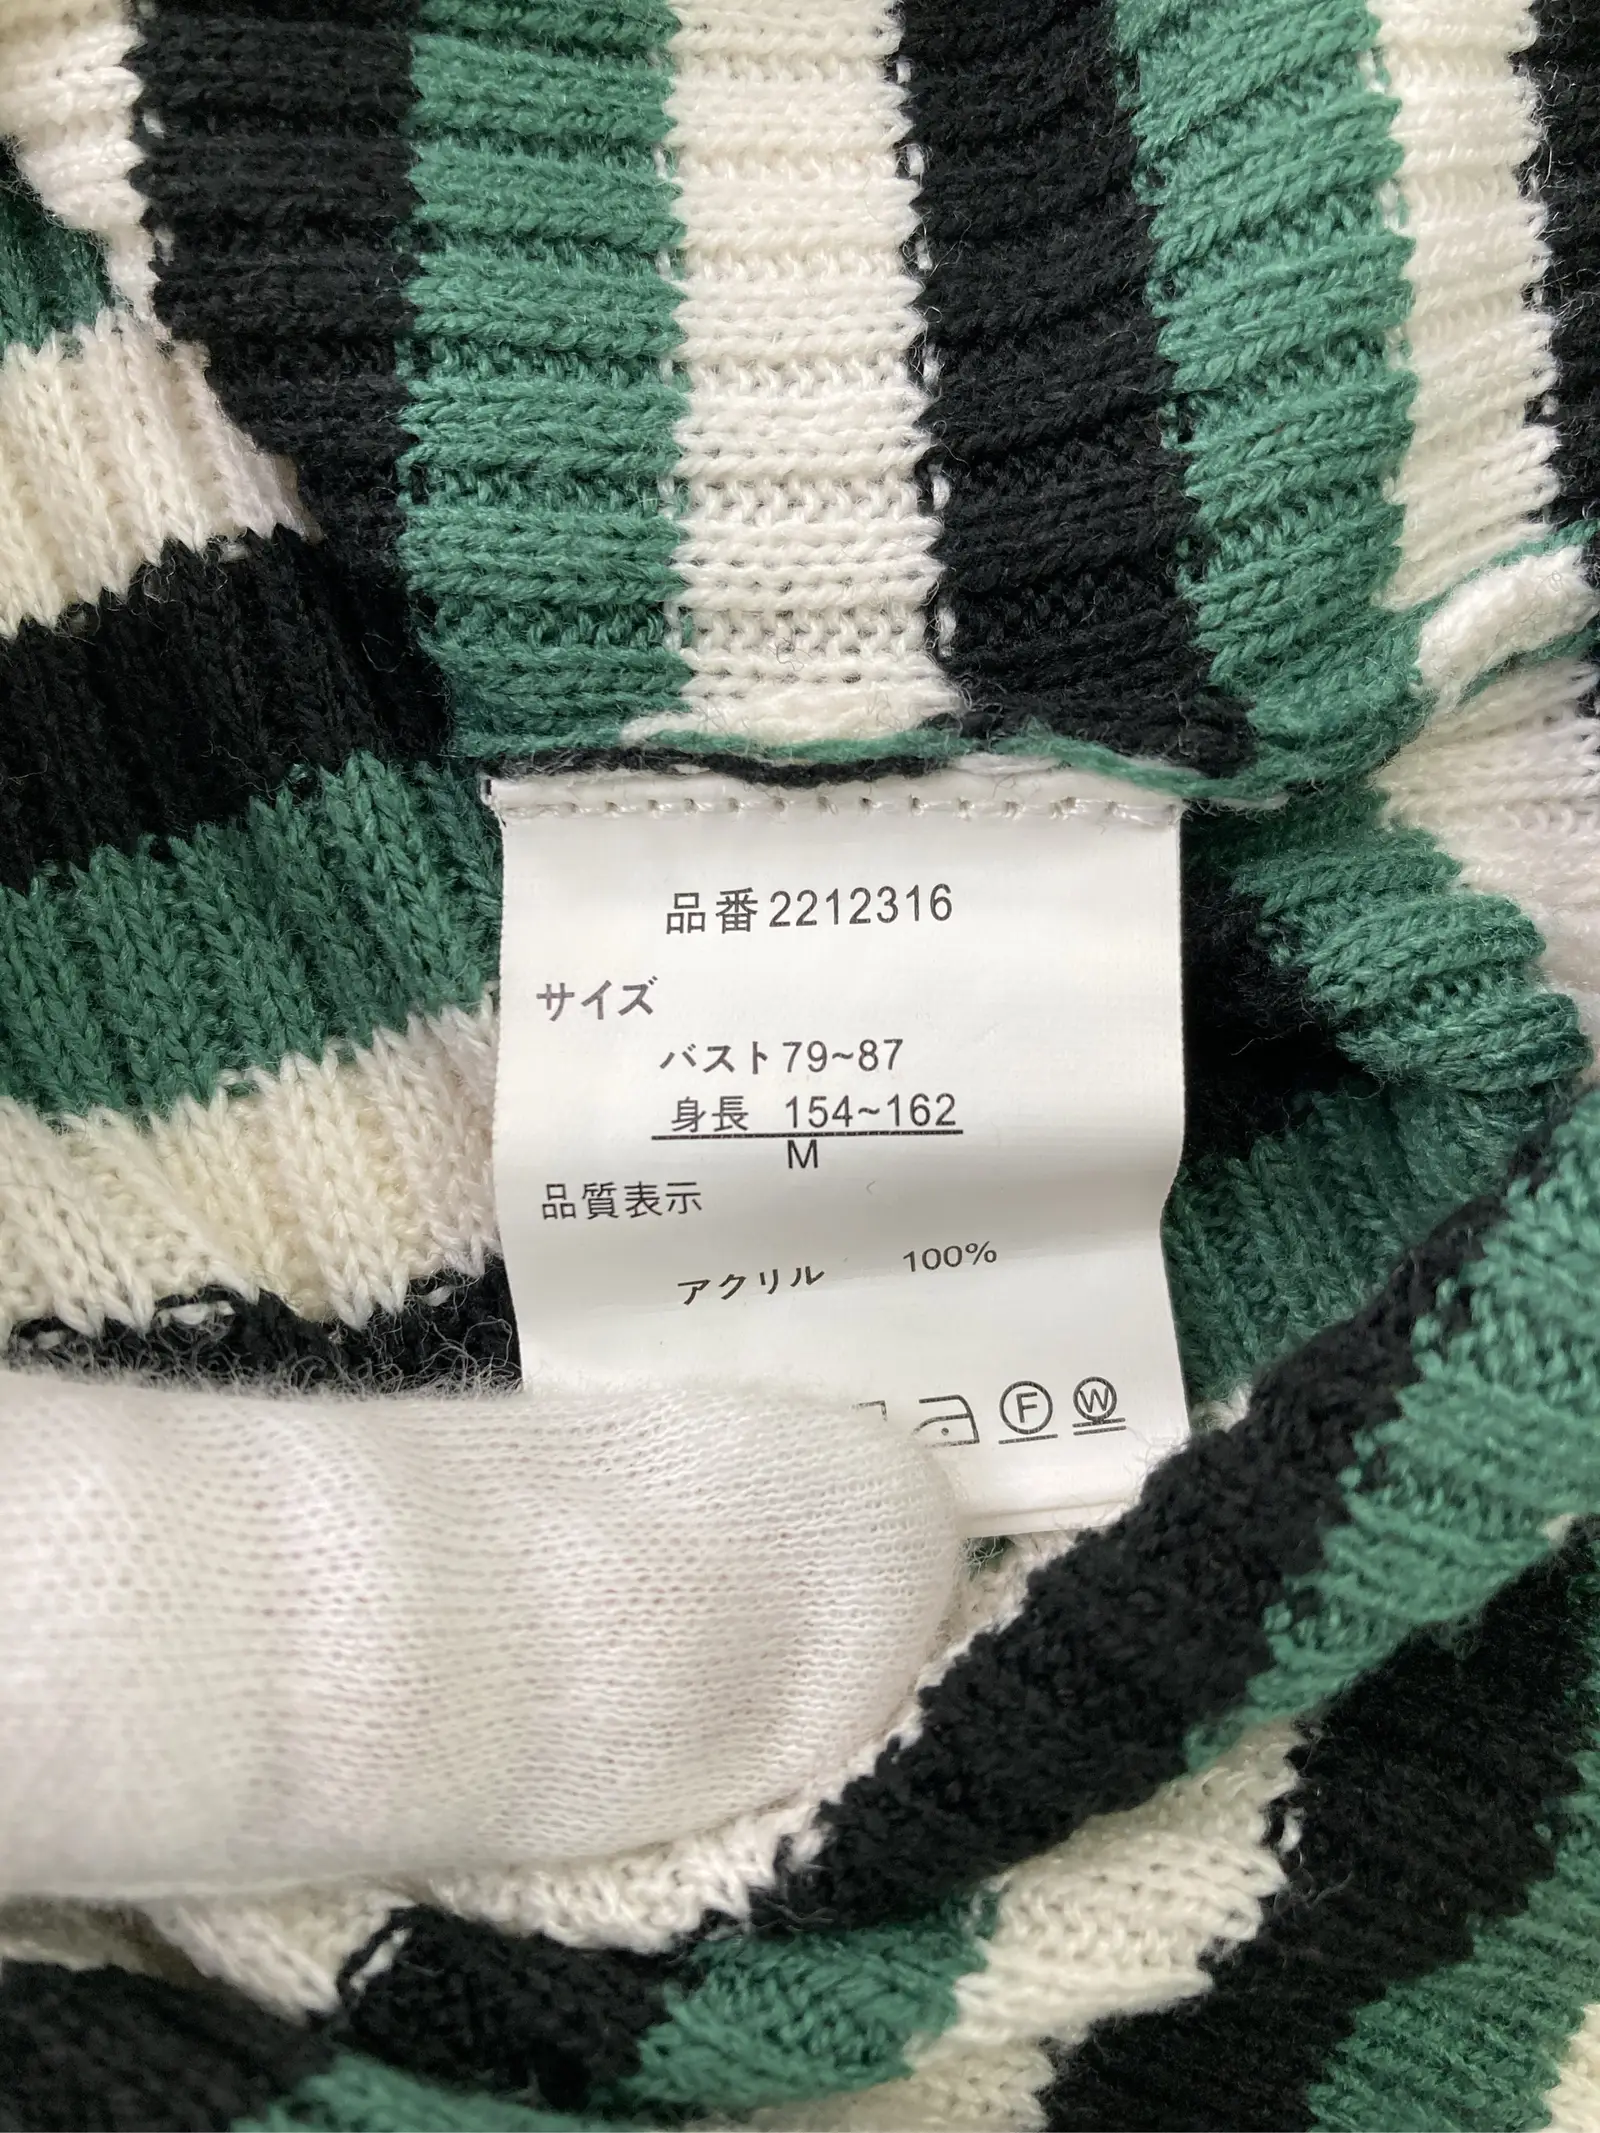 品番2212316
サイズ
バスト79~87
身長 154~162
M
品質表示
アクリル 100%
F W